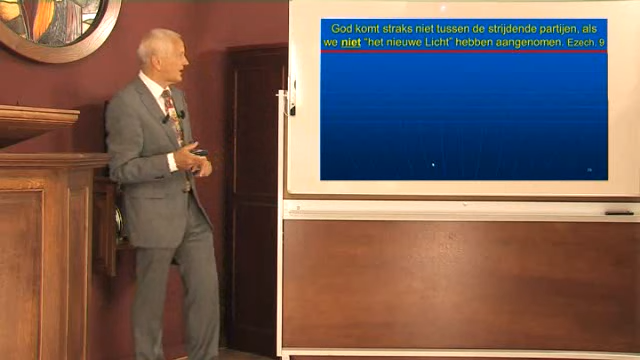 God komt straks niet tussen de strijdende partijen, als
we niet “het nieuwe Licht” hebben aangenomen. Ezech. 9